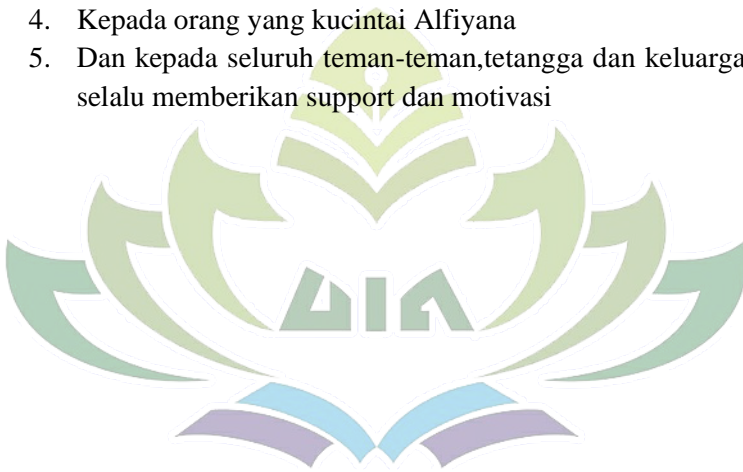 4. Kepada orang yang kucintai Alfiyana
5. Dan kepada seluruh teman-teman,tetangga dan keluarga
selalu memberikan support dan motivasi
UIN